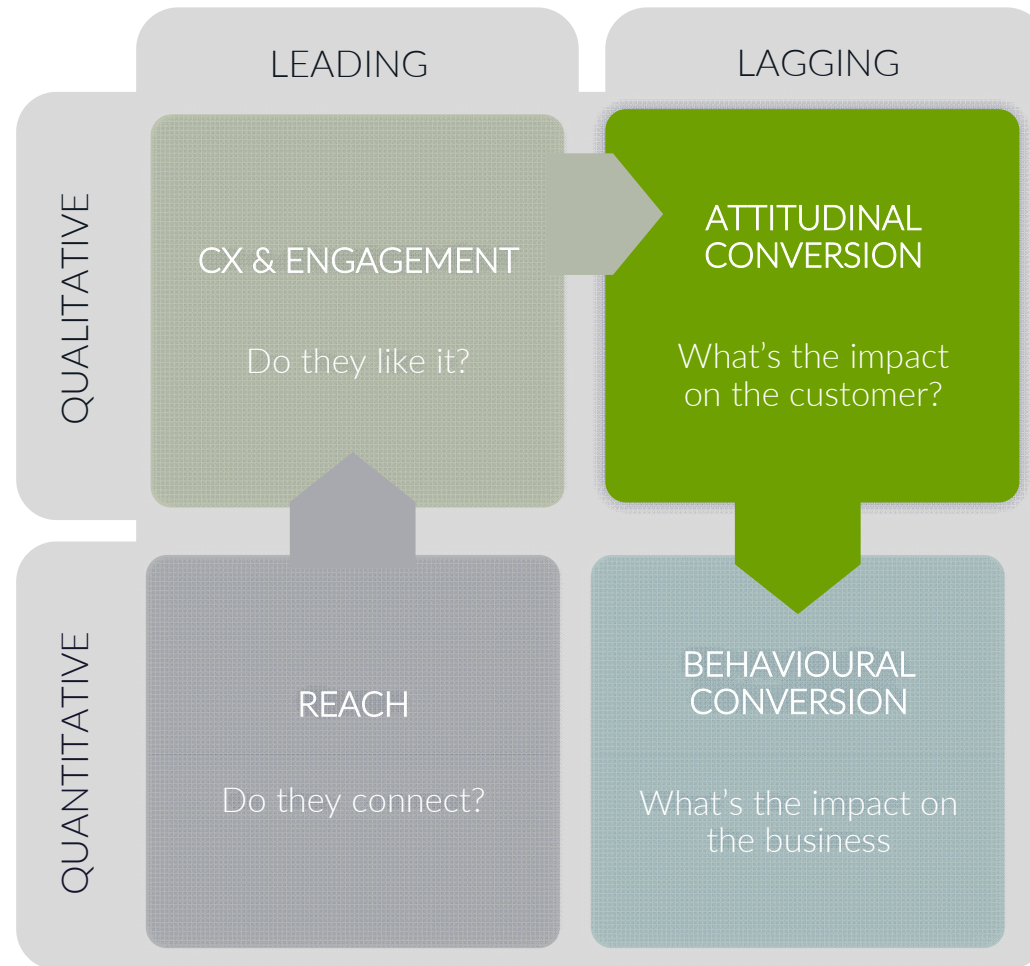 LEADING
LAGGING
QUALITATIVE
CX & ENGAGEMENT
Do they like it?
ATTITUDINAL
CONVERSION
What's the impact
on the customer?
QUANTITATIVE
REACH
Do they connect?
BEHAVIOURAL
CONVERSION
What's the impact on
the business